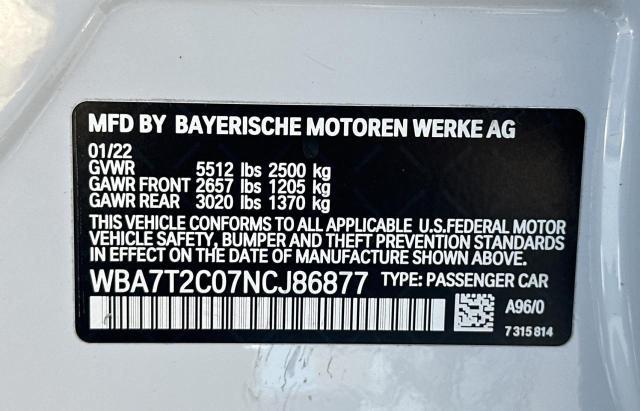 MFD BY BAYERISCHE MOTOREN WERKE AG
01/22
GVWR 5512 lbs 2500 kg
GAWR FRONT 2657 lbs 1205 kg
GAWR REAR 3020 lbs 1370 kg
THIS VEHICLE CONFORMS TO ALL APPLICABLE U.S.FEDERAL MOTOR
VEHICLE SAFETY, BUMPER AND THEFT PREVENTION STANDARDS
IN EFFECT ON THE DATE OF MANUFACTURE SHOWN ABOVE.
WBA7T2C07NCJ86877 TYPE: PASSENGER CAR
A96/0
7 315 814